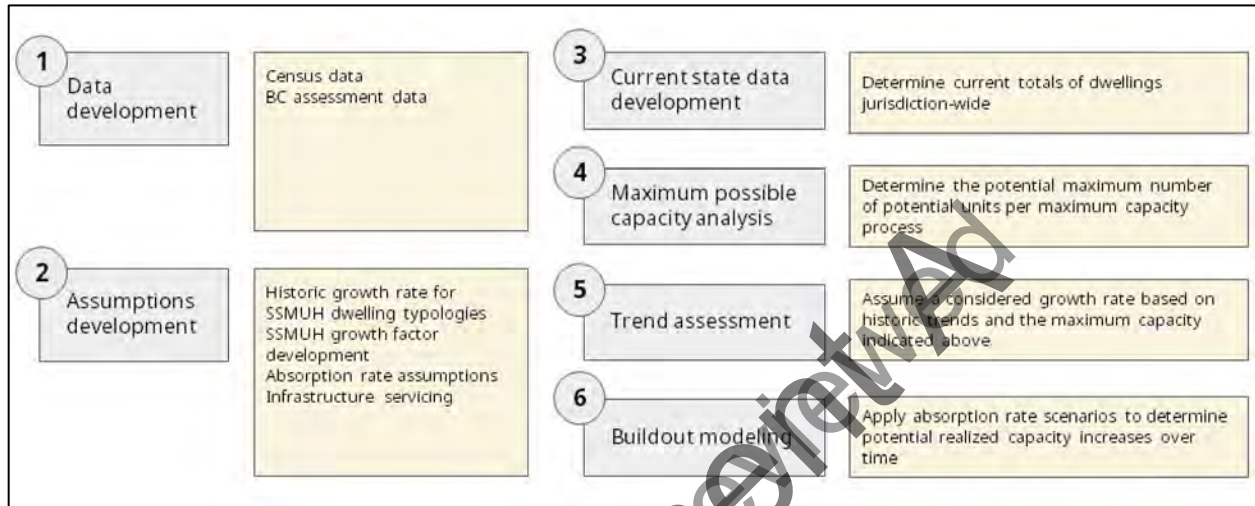 1
Data
development
Census data
BC assessment data
2
Assumptions
development
Historic growth rate for
SSMUH dwelling typologies
SSMUH growth factor
development
Absorption rate assumptions
Infrastructure servicing
3
Current state data
development
Determine current totals of dwellings
jurisdiction-wide
4
Maximum possible
capacity analysis
Determine the potential maximum number
of potential units per maximum capacity
process
5
Trend assessment
Assume a considered growth rate based on
historic trends and the maximum capacity
indicated above
6
Buildout modeling
Apply absorption rate scenarios to determine
potential realized capacity increases over
time